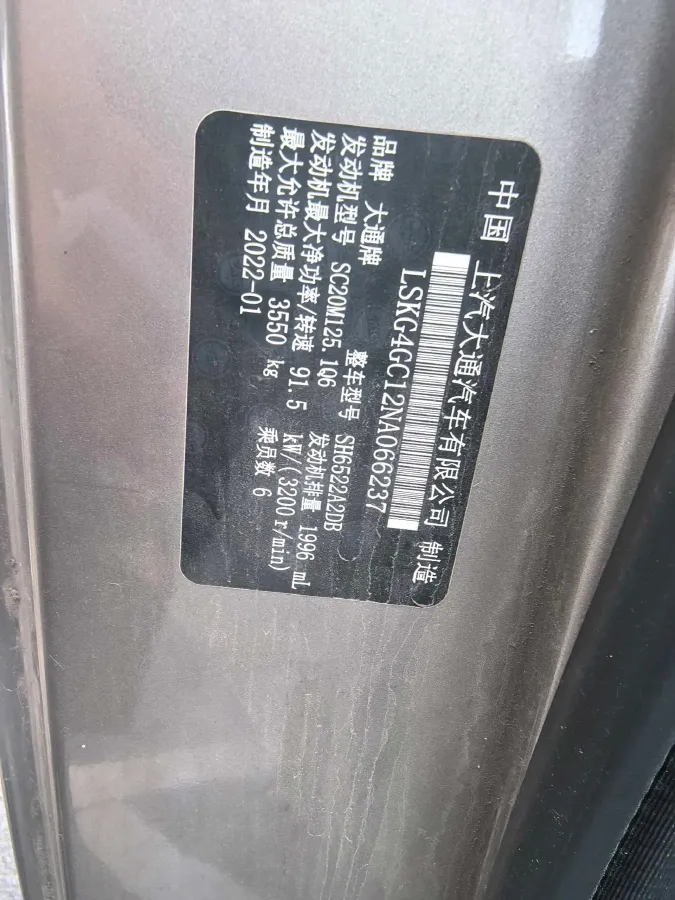 中国 上汽大通汽车有限公司 制造
LSKG4GC12NA066237
品牌 大通牌 整车型号 SH6522A2DB
发动机型号 SC20M125.1Q6 发动机排量 1996 mL
发动机最大净功率/转速 91.5 kW/(3200r/min)
最大允许总质量 3550 kg 乘员数 6
制造年月 2022-01